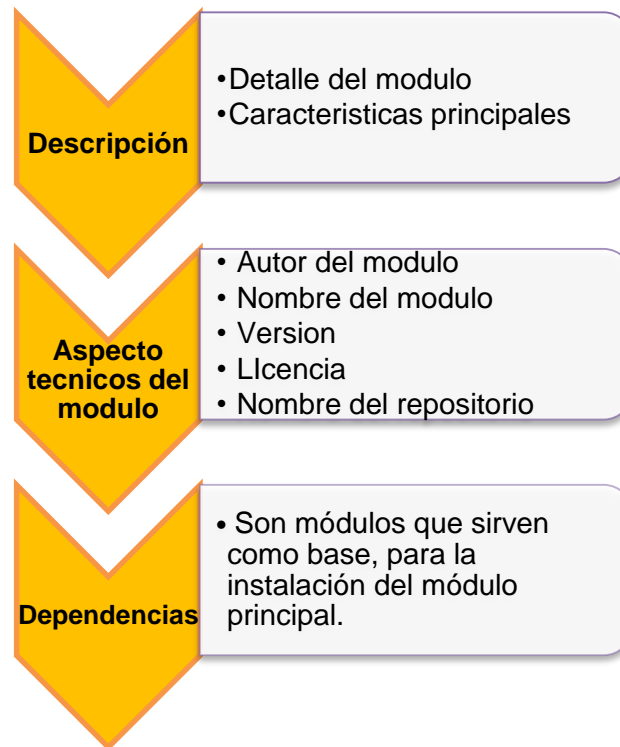 Descripción
•Detalle del modulo
•Caracteristicas principales
Aspecto
tecnicos del
modulo
• Autor del modulo
• Nombre del modulo
• Version
• LIcencia
• Nombre del repositorio
Dependencias
• Son módulos que sirven
como base, para la
instalación del módulo
principal.